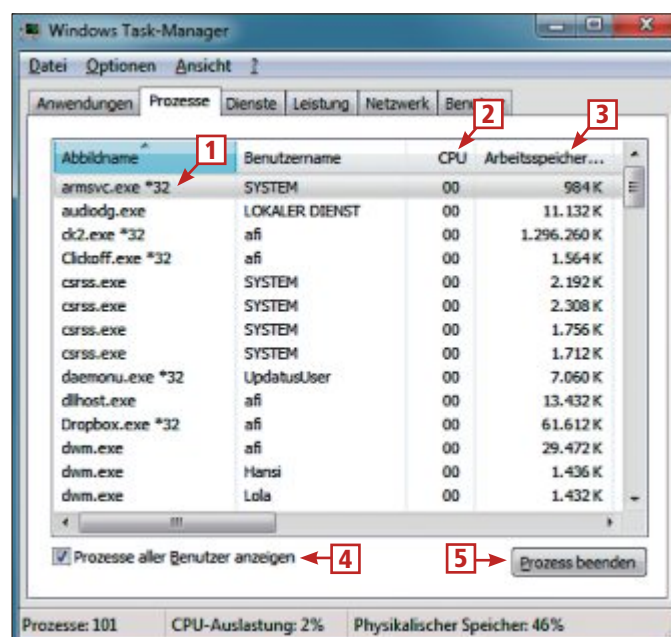 Windows Task-Manager
Datei Optionen Ansicht ?
Anwendungen Prozesse Dienste Leistung Netzwerk
1 2 3
Abbildname Benutzername CPU Arbeitsspeicher...
armsvc.exe *32 SYSTEM 00 984 K
audiodg.exe LOKALER DIENST 00 11.132 K
ck2.exe *32 afi 00 1.296.260 K
Clickoff.exe *32 afi 00 1.564 K
csrss.exe SYSTEM 00 2.192 K
csrss.exe SYSTEM 00 2.308 K
csrss.exe SYSTEM 00 1.756 K
csrss.exe SYSTEM 00 1.712 K
daemonu.exe *32 UpdatusUser 00 7.060 K
dllhost.exe afi 00 13.432 K
Dropbox.exe *32 afi 00 61.612 K
dwm.exe afi 00 29.472 K
dwm.exe Hansi 00 1.436 K
dwm.exe Lola 00 1.432 K
Prozesse aller Benutzer anzeigen 4 5 Prozess beenden
Prozesse: 101 CPU-Auslastung: 2% Physikalischer Speicher: 46%